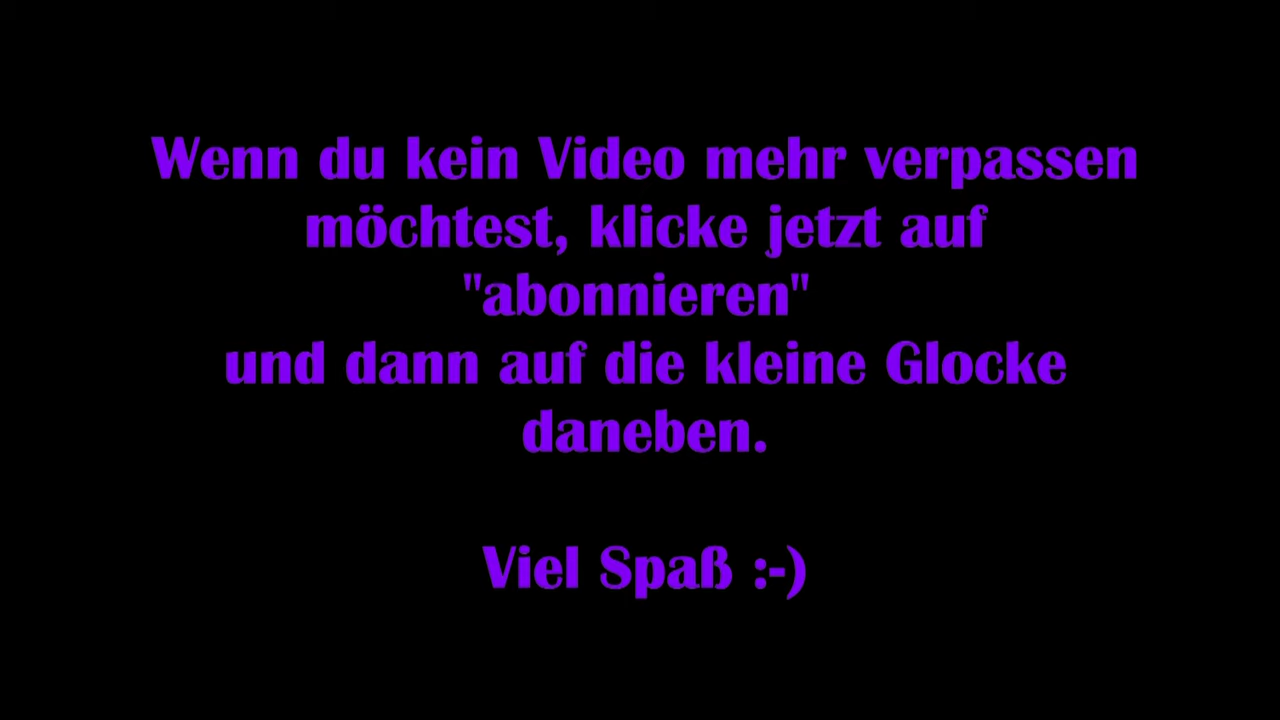 Wenn du kein Video mehr verpassen
möchtest, klicke jetzt auf
"abonnieren"
und dann auf die kleine Glocke
daneben.
Viel Spaß :-)